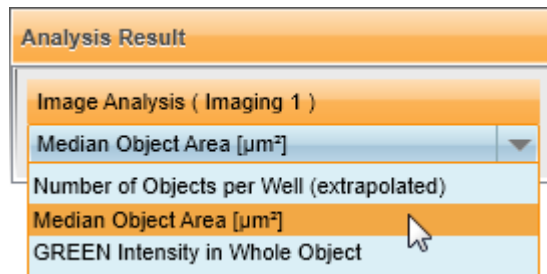 Analysis Result
Image Analysis ( Imaging 1 )
Median Object Area [µm²]
Number of Objects per Well (extrapolated)
Median Object Area [µm²]
GREEN Intensity in Whole Object